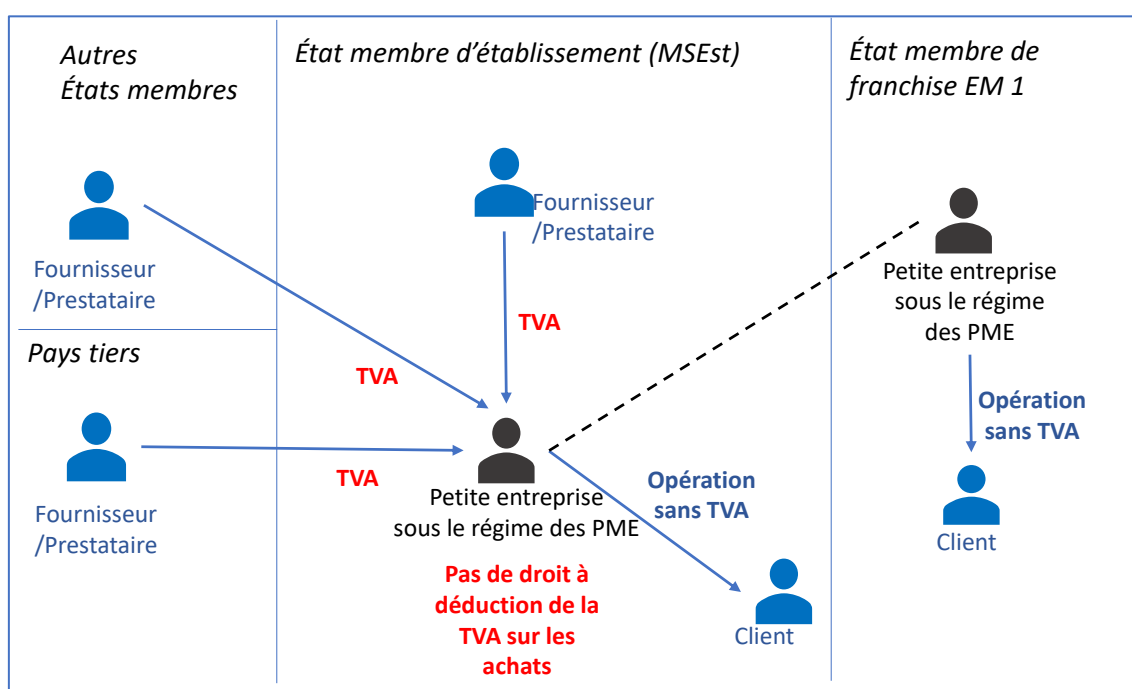 Autres
États membres
État membre d'établissement (MSEst)
État membre de
franchise EM 1
Fournisseur
/Prestataire
Fournisseur
/Prestataire
Petite entreprise
sous le régime
des PME
TVA
TVA
Pays tiers
TVA
Fournisseur
/Prestataire
Petite entreprise
sous le régime des PME
Opération
sans TVA
Opération
sans TVA
Client
Pas de droit à
déduction de la
TVA sur les
achats
Client